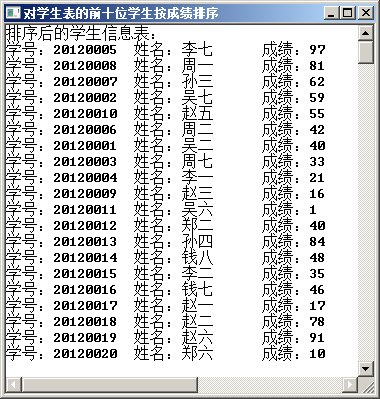 对学生表的前十位学生按成绩排序
排序后的学生信息表：
学号：20120005 姓名：李七 成绩：97
学号：20120008 姓名：周一 成绩：81
学号：20120007 姓名：孙三 成绩：62
学号：20120002 姓名：吴七 成绩：59
学号：20120010 姓名：赵五 成绩：55
学号：20120006 姓名：周二 成绩：42
学号：20120001 姓名：吴二 成绩：40
学号：20120003 姓名：周七 成绩：33
学号：20120004 姓名：李一 成绩：21
学号：20120009 姓名：赵三 成绩：16
学号：20120011 姓名：吴六 成绩：1
学号：20120012 姓名：郑二 成绩：40
学号：20120013 姓名：孙四 成绩：84
学号：20120014 姓名：钱八 成绩：48
学号：20120015 姓名：李二 成绩：35
学号：20120016 姓名：钱七 成绩：46
学号：20120017 姓名：赵一 成绩：17
学号：20120018 姓名：赵二 成绩：78
学号：20120019 姓名：赵六 成绩：91
学号：20120020 姓名：郑六 成绩：10